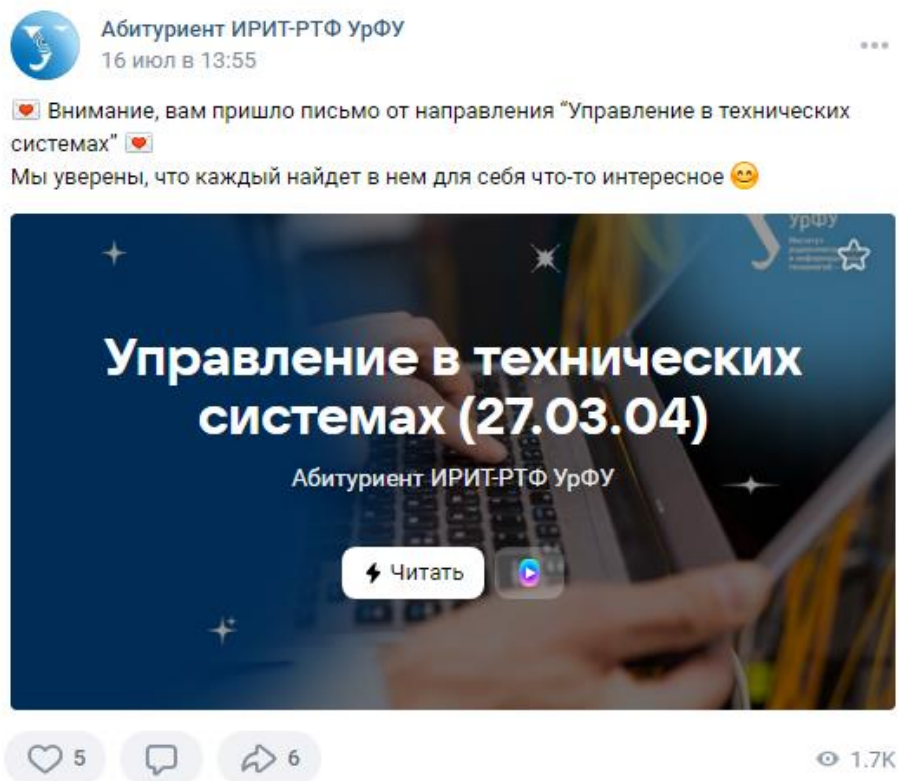 Абитуриент ИРИТ-РТФ УрФУ
16 июл в 13:55
💌 Внимание, вам пришло письмо от направления “Управление в технических
системах” 💌
Мы уверены, что каждый найдет в нем для себя что-то интересное 😊
УрФУ
Управление в технических
системах (27.03.04)
Абитуриент ИРИТ-РТФ УрФУ
Читать
5
6
1.7K